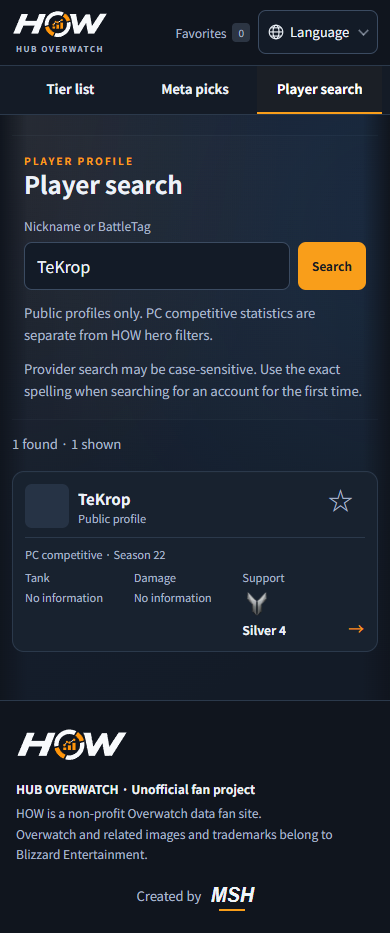 HOW
HUB OVERWATCH
Favorites 0
Language
Tier list Meta picks Player search
PLAYER PROFILE
Player search
Nickname or BattleTag
TeKrop Search
Public profiles only. PC competitive statistics are
separate from HOW hero filters.
Provider search may be case-sensitive. Use the exact
spelling when searching for an account for the first time.
1 found · 1 shown
TeKrop
Public profile
PC competitive · Season 22
Tank Damage Support
No information No information
Silver 4 →
HOW
HUB OVERWATCH · Unofficial fan project
HOW is a non-profit Overwatch data fan site.
Overwatch and related images and trademarks belong to
Blizzard Entertainment.
Created by MSH